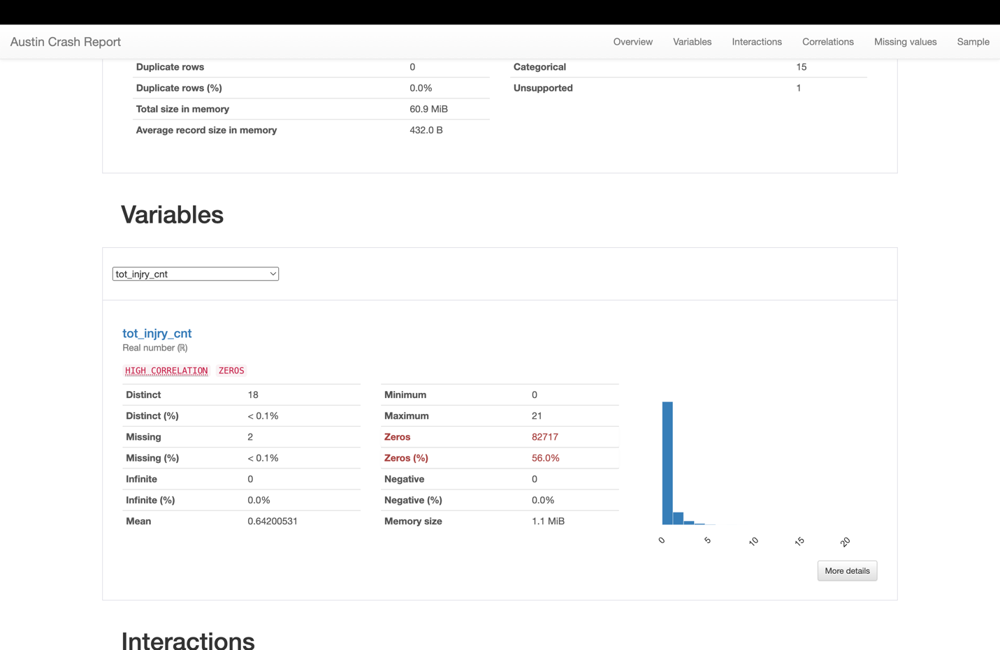 Austin Crash Report Overview Variables Interactions Correlations Missing values Sample
Duplicate rows 0 Categorical 15
Duplicate rows (%) 0.0% Unsupported 1
Total size in memory 60.9 MiB
Average record size in memory 432.0 B
Variables
tot_injry_cnt
tot_injry_cnt
Real number (ℝ)
HIGH CORRELATION ZEROS
Distinct 18 Minimum 0
Distinct (%) < 0.1% Maximum 21
Missing 2 Zeros 82717
Missing (%) < 0.1% Zeros (%) 56.0%
Infinite 0 Negative 0
Infinite (%) 0.0% Negative (%) 0.0%
Mean 0.64200531 Memory size 1.1 MiB
0 5 10 15 20
More details
Interactions